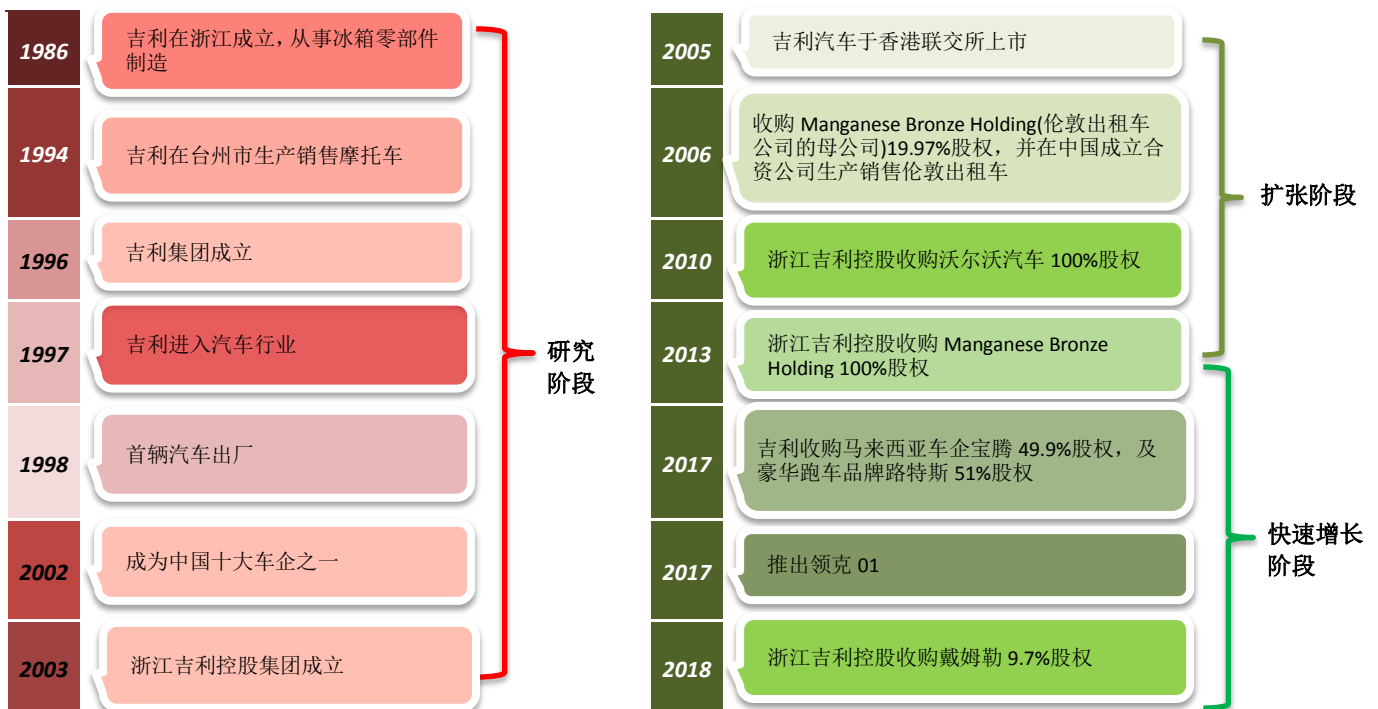 1986
吉利在浙江成立，从事冰箱零部件
制造
1994
吉利在台州市生产销售摩托车
1996
吉利集团成立
1997
吉利进入汽车行业
1998
首辆汽车出厂
2002
成为中国十大车企之一
2003
浙江吉利控股集团成立
研究
阶段
2005
吉利汽车于香港联交所上市
2006
收购 Manganese Bronze Holding(伦敦出租车
公司的母公司)19.97%股权，并在中国成立合
资公司生产销售伦敦出租车
2010
浙江吉利控股收购沃尔沃汽车 100%股权
2013
浙江吉利控股收购 Manganese Bronze
Holding 100%股权
扩张阶段
2017
吉利收购马来西亚车企宝腾 49.9%股权，及
豪华跑车品牌路特斯 51%股权
2017
推出领克 01
2018
浙江吉利控股收购戴姆勒 9.7%股权
快速增长
阶段